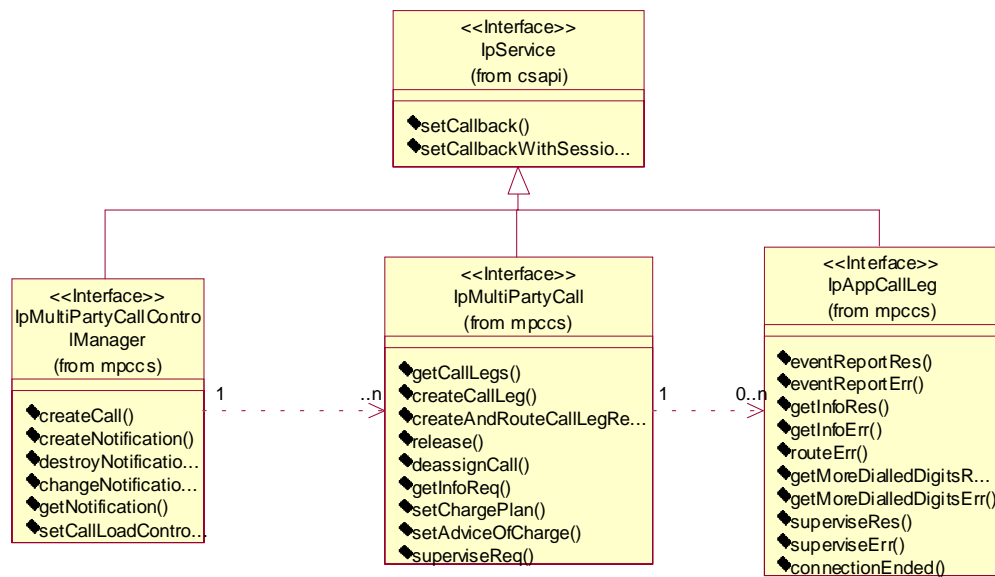 <<Interface>>
IpService
(from csapi)
setCallback()
setCallbackWithSessio...
<<Interface>>
IpMultiPartyCallContro
lManager
(from mpccs)
createCall()
createNotification()
destroyNotificatio...
changeNotificatio...
getNotification()
setCallLoadContro...
1
..n
<<Interface>>
IpMultiPartyCall
(from mpccs)
getCallLegs()
createCallLeg()
createAndRouteCallLegRe...
release()
deassignCall()
getInfoReq()
setChargePlan()
setAdviceOfCharge()
superviseReq()
1
0..n
<<Interface>>
IpAppCallLeg
(from mpccs)
eventReportRes()
eventReportErr()
getInfoRes()
getInfoErr()
routeErr()
getMoreDialledDigitsR...
getMoreDialledDigitsErr()
superviseRes()
superviseErr()
connectionEnded()